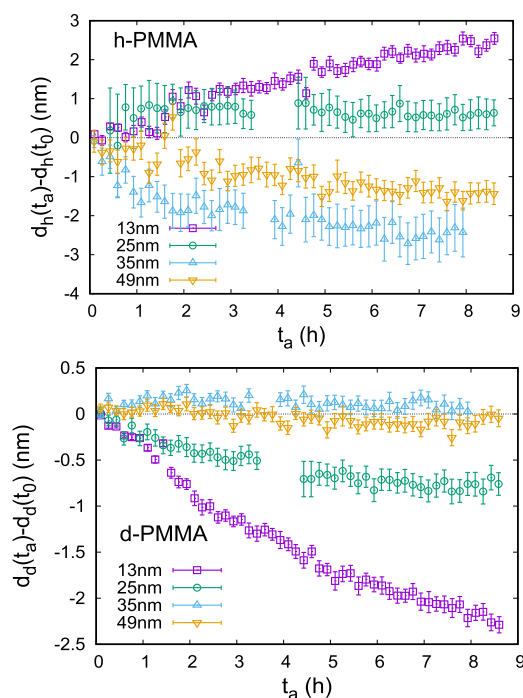 h-PMMA
3
2
1
0
-1
-2
-3
-4
d_h(t_a)-d_h(t_0) (nm)
13nm
25nm
35nm
49nm
0 1 2 3 4 5 6 7 8 9
t_a (h)
0.5
0
-0.5
-1
-1.5
-2
-2.5
d_d(t_a)-d_d(t_0) (nm)
d-PMMA
13nm
25nm
35nm
49nm
0 1 2 3 4 5 6 7 8 9
t_a (h)